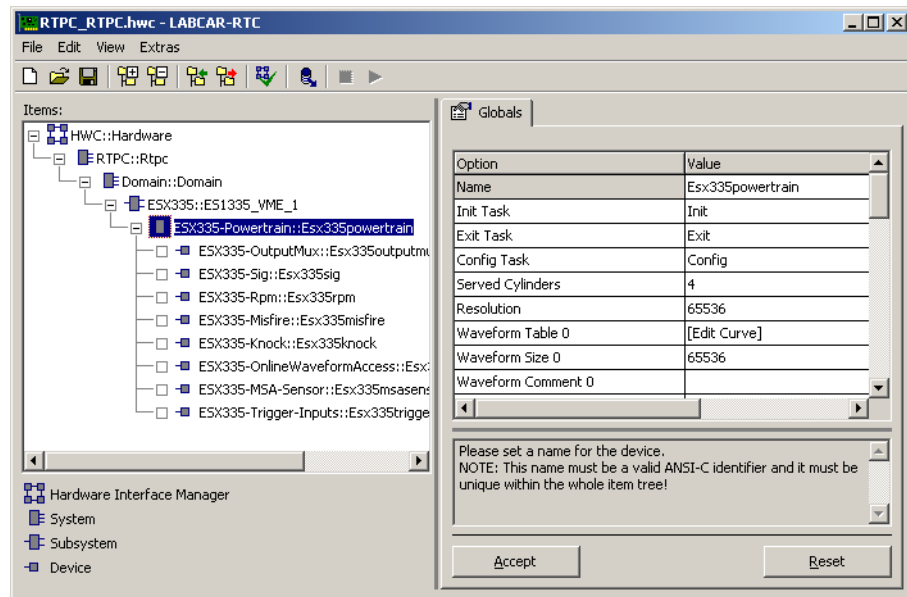 RTPC_RTPC.hwc - LABCAR-RTC
File Edit View Extras
Items:
HWC::Hardware
RTPC::Rtpc
Domain::Domain
ESX335::ES1335_VME_1
ESX335-Powertrain::Esx335powertrain
ESX335-OutputMux::Esx335outputmu
ESX335-Sig::Esx335sig
ESX335-Rpm::Esx335rpm
ESX335-Misfire::Esx335misfire
ESX335-Knock::Esx335knock
ESX335-OnlineWaveformAccess::Esx:
ESX335-MSA-Sensor::Esx335msasens
ESX335-Trigger-Inputs::Esx335trigge
Hardware Interface Manager
System
Subsystem
Device
Globals
Option Value
Name Esx335powertrain
Init Task Init
Exit Task Exit
Config Task Config
Served Cylinders 4
Resolution 65536
Waveform Table 0 [Edit Curve]
Waveform Size 0 65536
Waveform Comment 0
Please set a name for the device.
NOTE: This name must be a valid ANSI-C identifier and it must be
unique within the whole item tree!
Accept Reset